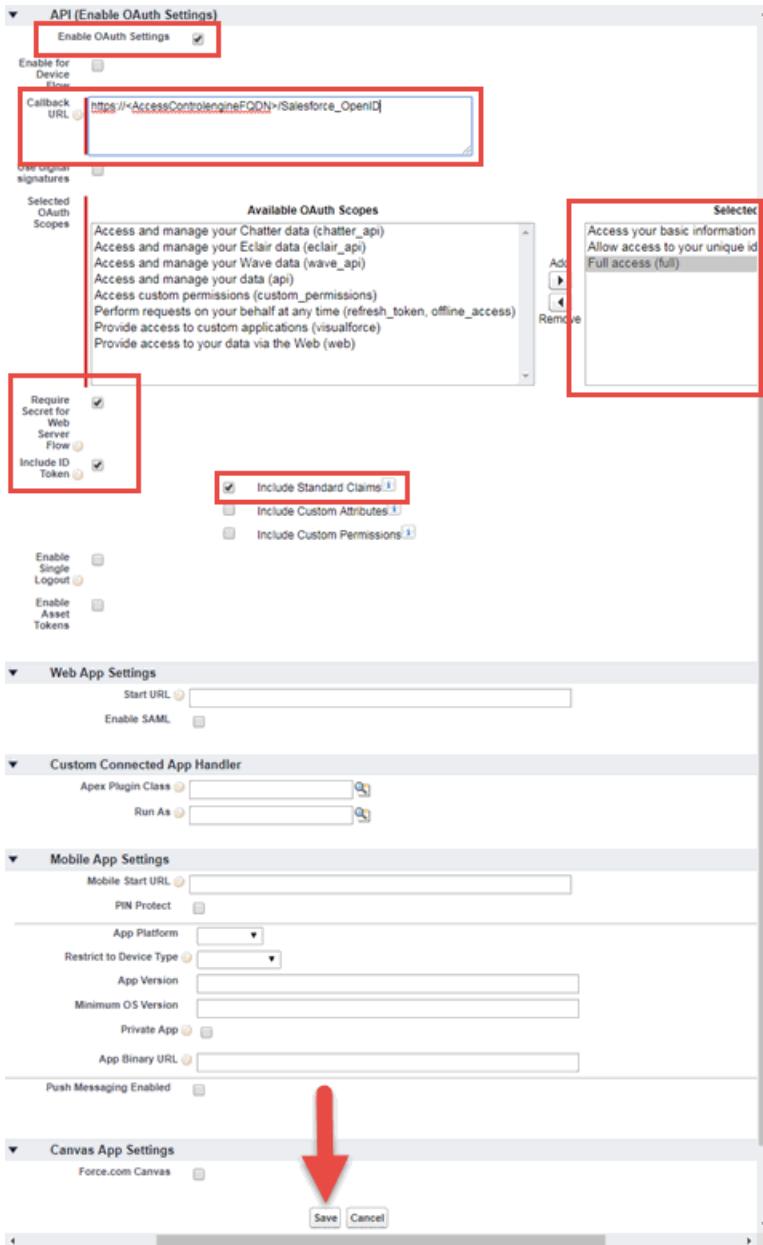 API (Enable OAuth Settings)
Enable OAuth Settings
Enable for
Device
Flow
Callback
URL
https://<AccessControlengineFQDN>/Salesforce_OpenID
Use digital
signatures
Selected
OAuth
Scopes
Available OAuth Scopes
Access and manage your Chatter data (chatter_api)
Access and manage your Eclair data (eclair_api)
Access and manage your Wave data (wave_api)
Access and manage your data (api)
Access custom permissions (custom_permissions)
Perform requests on your behalf at any time (refresh_token, offline_access)
Provide access to custom applications (visualforce)
Provide access to your data via the Web (web)
Add
Remove
Selected
Access your basic information
Allow access to your unique id
Full access (full)
Require
Secret for
Web
Server
Flow
Include ID
Token
Include Standard Claims
Include Custom Attributes
Include Custom Permissions
Enable
Single
Logout
Enable
Asset
Tokens
Web App Settings
Start URL
Enable SAML
Custom Connected App Handler
Apex Plugin Class
Run As
Mobile App Settings
Mobile Start URL
PIN Protect
App Platform
Restrict to Device Type
App Version
Minimum OS Version
Private App
App Binary URL
Push Messaging Enabled
Canvas App Settings
Force.com Canvas
Save Cancel